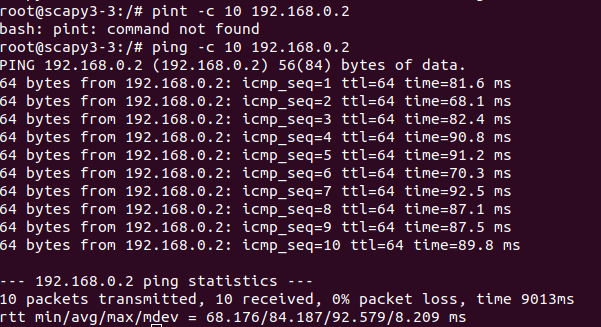 root@scapy3-3:/# pint -c 10 192.168.0.2
bash: pint: command not found
root@scapy3-3:/# ping -c 10 192.168.0.2
PING 192.168.0.2 (192.168.0.2) 56(84) bytes of data.
64 bytes from 192.168.0.2: icmp_seq=1 ttl=64 time=81.6 ms
64 bytes from 192.168.0.2: icmp_seq=2 ttl=64 time=68.1 ms
64 bytes from 192.168.0.2: icmp_seq=3 ttl=64 time=82.4 ms
64 bytes from 192.168.0.2: icmp_seq=4 ttl=64 time=90.8 ms
64 bytes from 192.168.0.2: icmp_seq=5 ttl=64 time=91.2 ms
64 bytes from 192.168.0.2: icmp_seq=6 ttl=64 time=70.3 ms
64 bytes from 192.168.0.2: icmp_seq=7 ttl=64 time=92.5 ms
64 bytes from 192.168.0.2: icmp_seq=8 ttl=64 time=87.1 ms
64 bytes from 192.168.0.2: icmp_seq=9 ttl=64 time=87.5 ms
64 bytes from 192.168.0.2: icmp_seq=10 ttl=64 time=89.8 ms
--- 192.168.0.2 ping statistics ---
10 packets transmitted, 10 received, 0% packet loss, time 9013ms
rtt min/avg/max/mdev = 68.176/84.187/92.579/8.209 ms